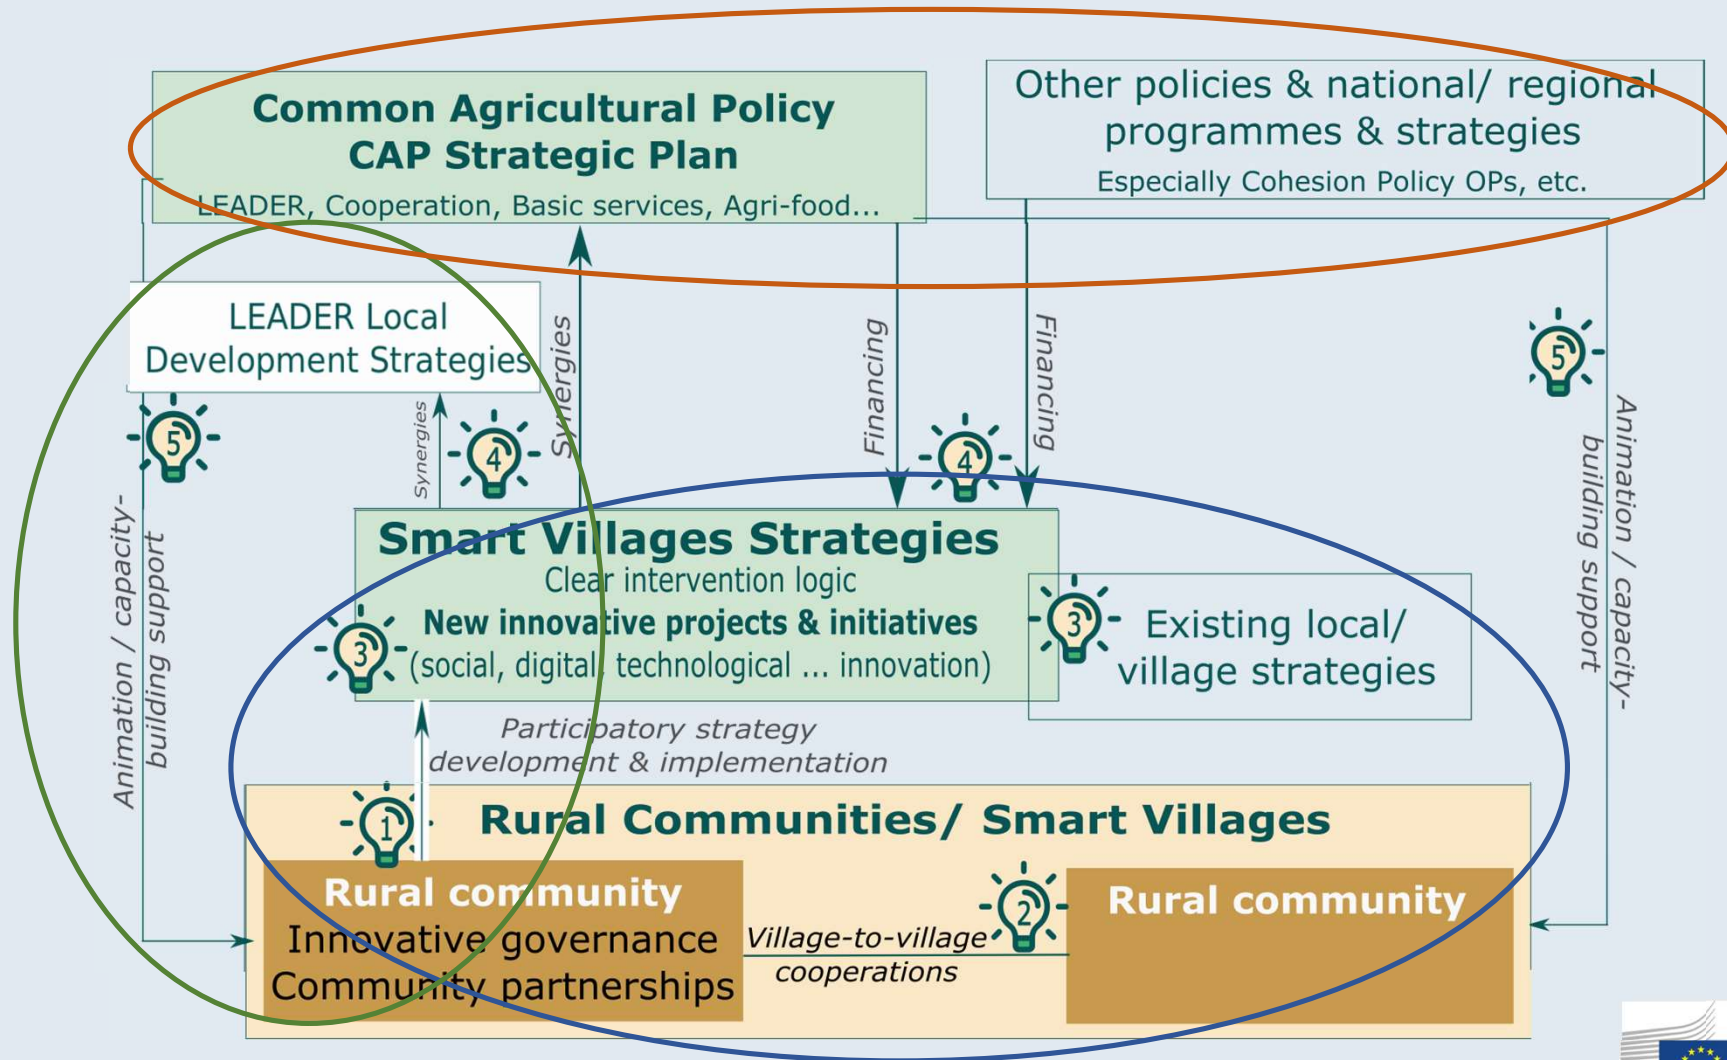 Common Agricultural Policy
CAP Strategic Plan
LEADER, Cooperation, Basic services, Agri-food...
Other policies & national/ regional
programmes & strategies
Especially Cohesion Policy OPs, etc.
LEADER Local
Development Strategies
Synergies
Synergies
Financing
Financing
5
4
4
5
Animation / capacity-
building support
Animation / capacity-
building support
Smart Villages Strategies
Clear intervention logic
New innovative projects & initiatives
(social, digital, technological ... innovation)
3
3
Existing local/
village strategies
Participatory strategy
development & implementation
1
Rural Communities/ Smart Villages
Rural community
Innovative governance
Community partnerships
2
Village-to-village
cooperations
Rural community